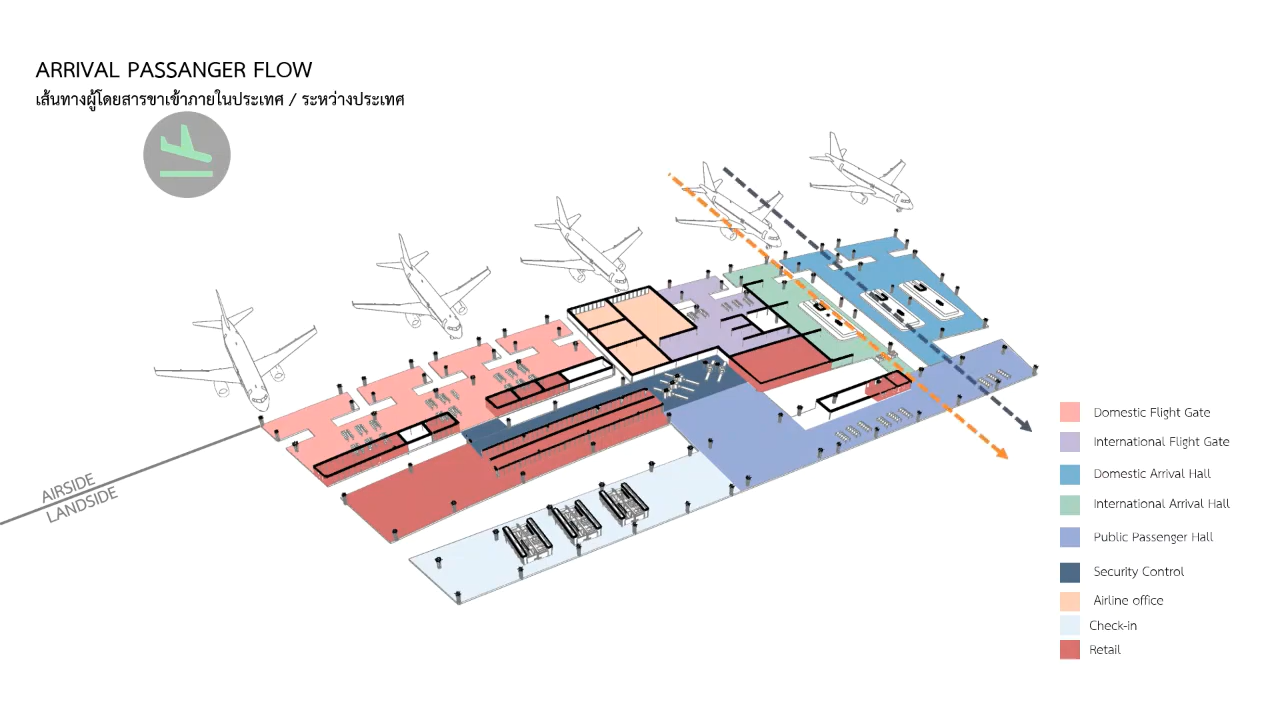 ARRIVAL PASSANGER FLOW
เส้นทางผู้โดยสารขาเข้าภายในประเทศ / ระหว่างประเทศ
AIRSIDE
LANDSIDE
Domestic Flight Gate
International Flight Gate
Domestic Arrival Hall
International Arrival Hall
Public Passenger Hall
Security Control
Airline office
Check-in
Retail